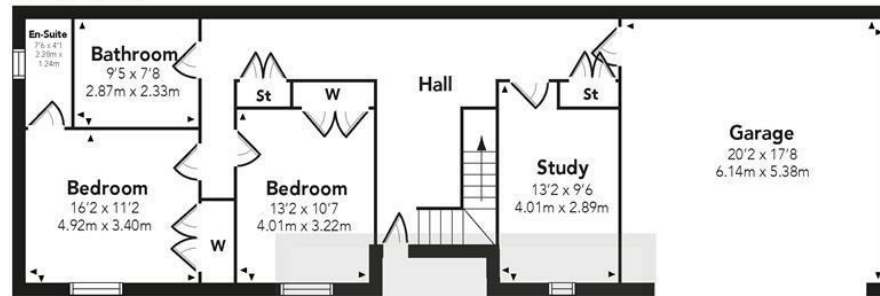 En-Suite
7'6 x 4'1
2.28m x
1.24m
Bathroom
9'5 x 7'8
2.87m x 2.33m
St
W
Hall
St
Garage
20'2 x 17'8
6.14m x 5.38m
Bedroom
16'2 x 11'2
4.92m x 3.40m
W
Bedroom
13'2 x 10'7
4.01m x 3.22m
Study
13'2 x 9'6
4.01m x 2.89m